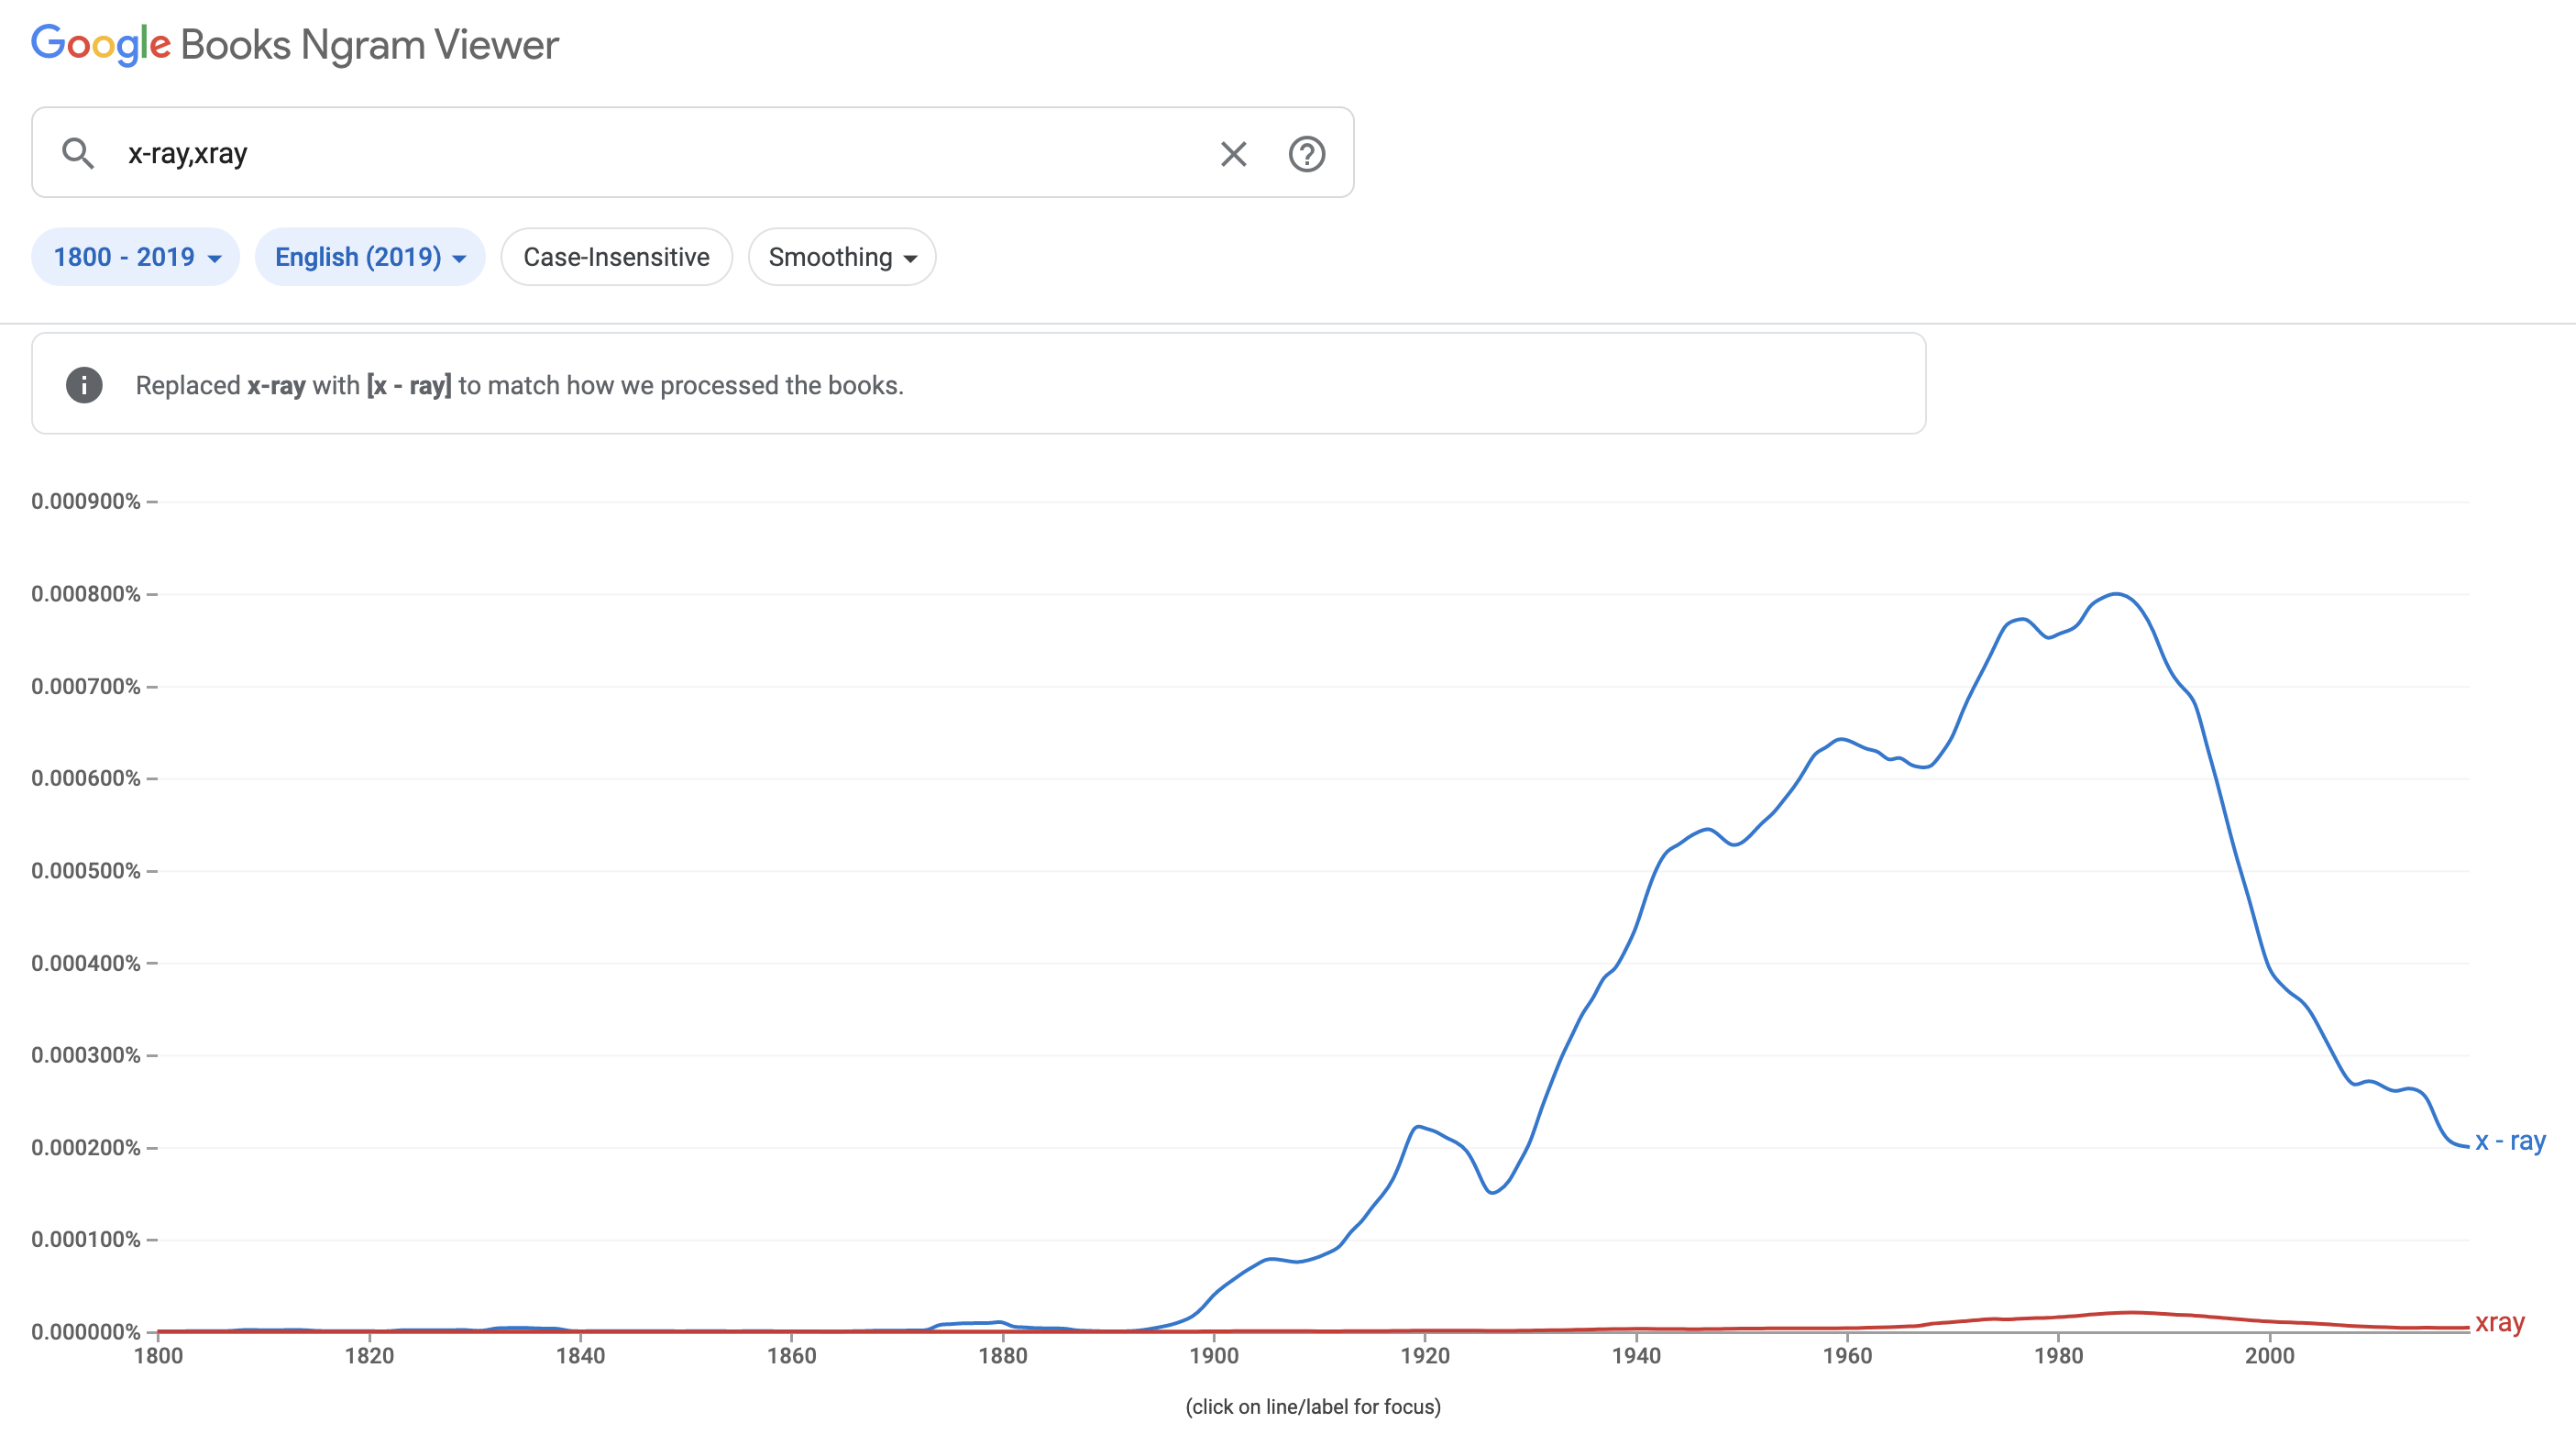 Google Books Ngram Viewer
x-ray,xray
1800 - 2019
English (2019)
Case-Insensitive
Smoothing
Replaced x-ray with [x - ray] to match how we processed the books.
0.000900%
0.000800%
0.000700%
0.000600%
0.000500%
0.000400%
0.000300%
0.000200%
0.000100%
0.000000%
x - ray
xray
1800 1820 1840 1860 1880 1900 1920 1940 1960 1980 2000
(click on line/label for focus)